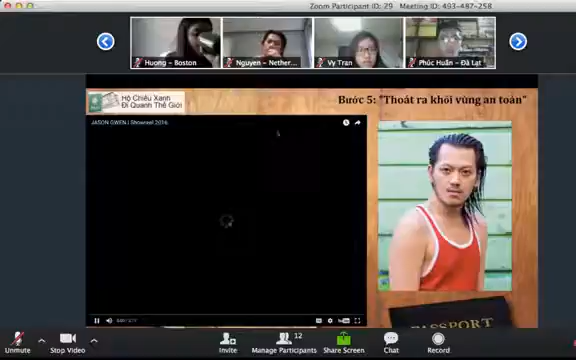 Zoom Participant ID: 29 Meeting ID: 493-487-258
Huong - Boston
Nguyen - Nether...
Vy Tran
Phúc Huấn - Đà Lạt
Hộ Chiếu Xanh
Đi Quanh Thế Giới
Bước 5: "Thoát ra khỏi vùng an toàn"
JASON GWEN | Showreel 2016
PASSPORT
12
Unmute
Stop Video
Invite
Manage Participants
Share Screen
Chat
Record